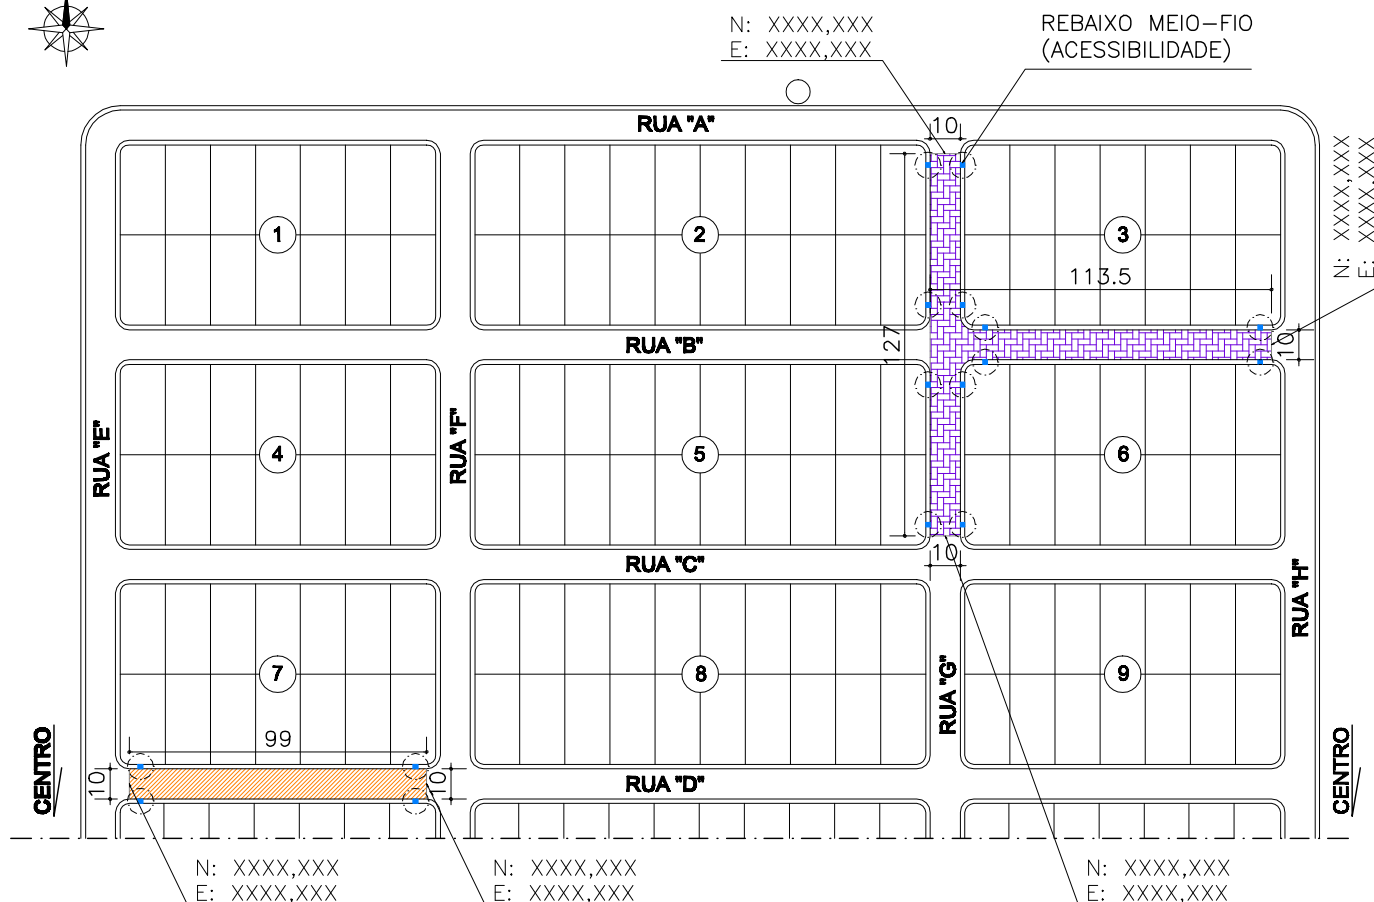 N: XXXX,XXX
E: XXXX,XXX
REBAIXO MEIO-FIO
(ACESSIBILIDADE)
RUA "A"
10
N: XXXX,XXX
E: XXXX,XXX
1
2
3
113.5
127
RUA "B"
10
RUA "E"
RUA "F"
4
5
6
10
RUA "C"
RUA "H"
7
8
9
RUA "G"
CENTRO
99
10
10
RUA "D"
CENTRO
N: XXXX,XXX
E: XXXX,XXX
N: XXXX,XXX
E: XXXX,XXX
N: XXXX,XXX
E: XXXX,XXX